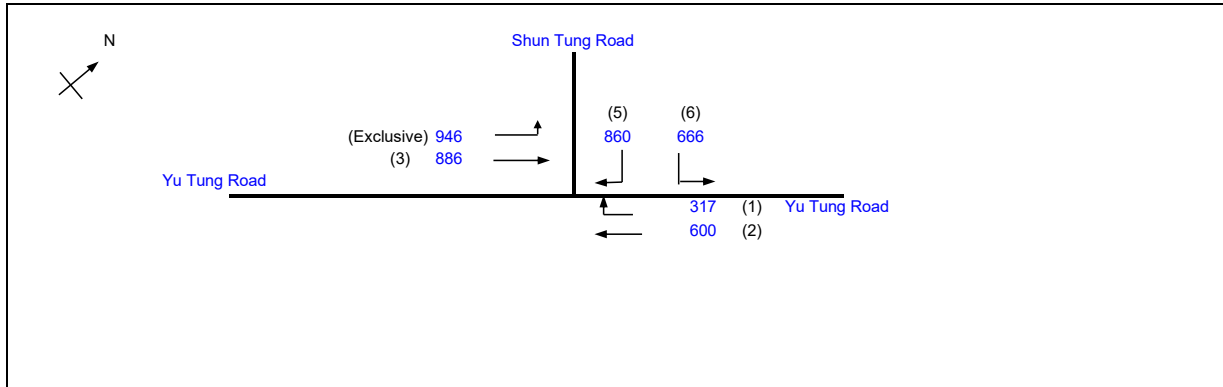 N
Shun Tung Road
(5) (6)
(Exclusive) 946 860 666
(3) 886
Yu Tung Road
317 (1) Yu Tung Road
600 (2)